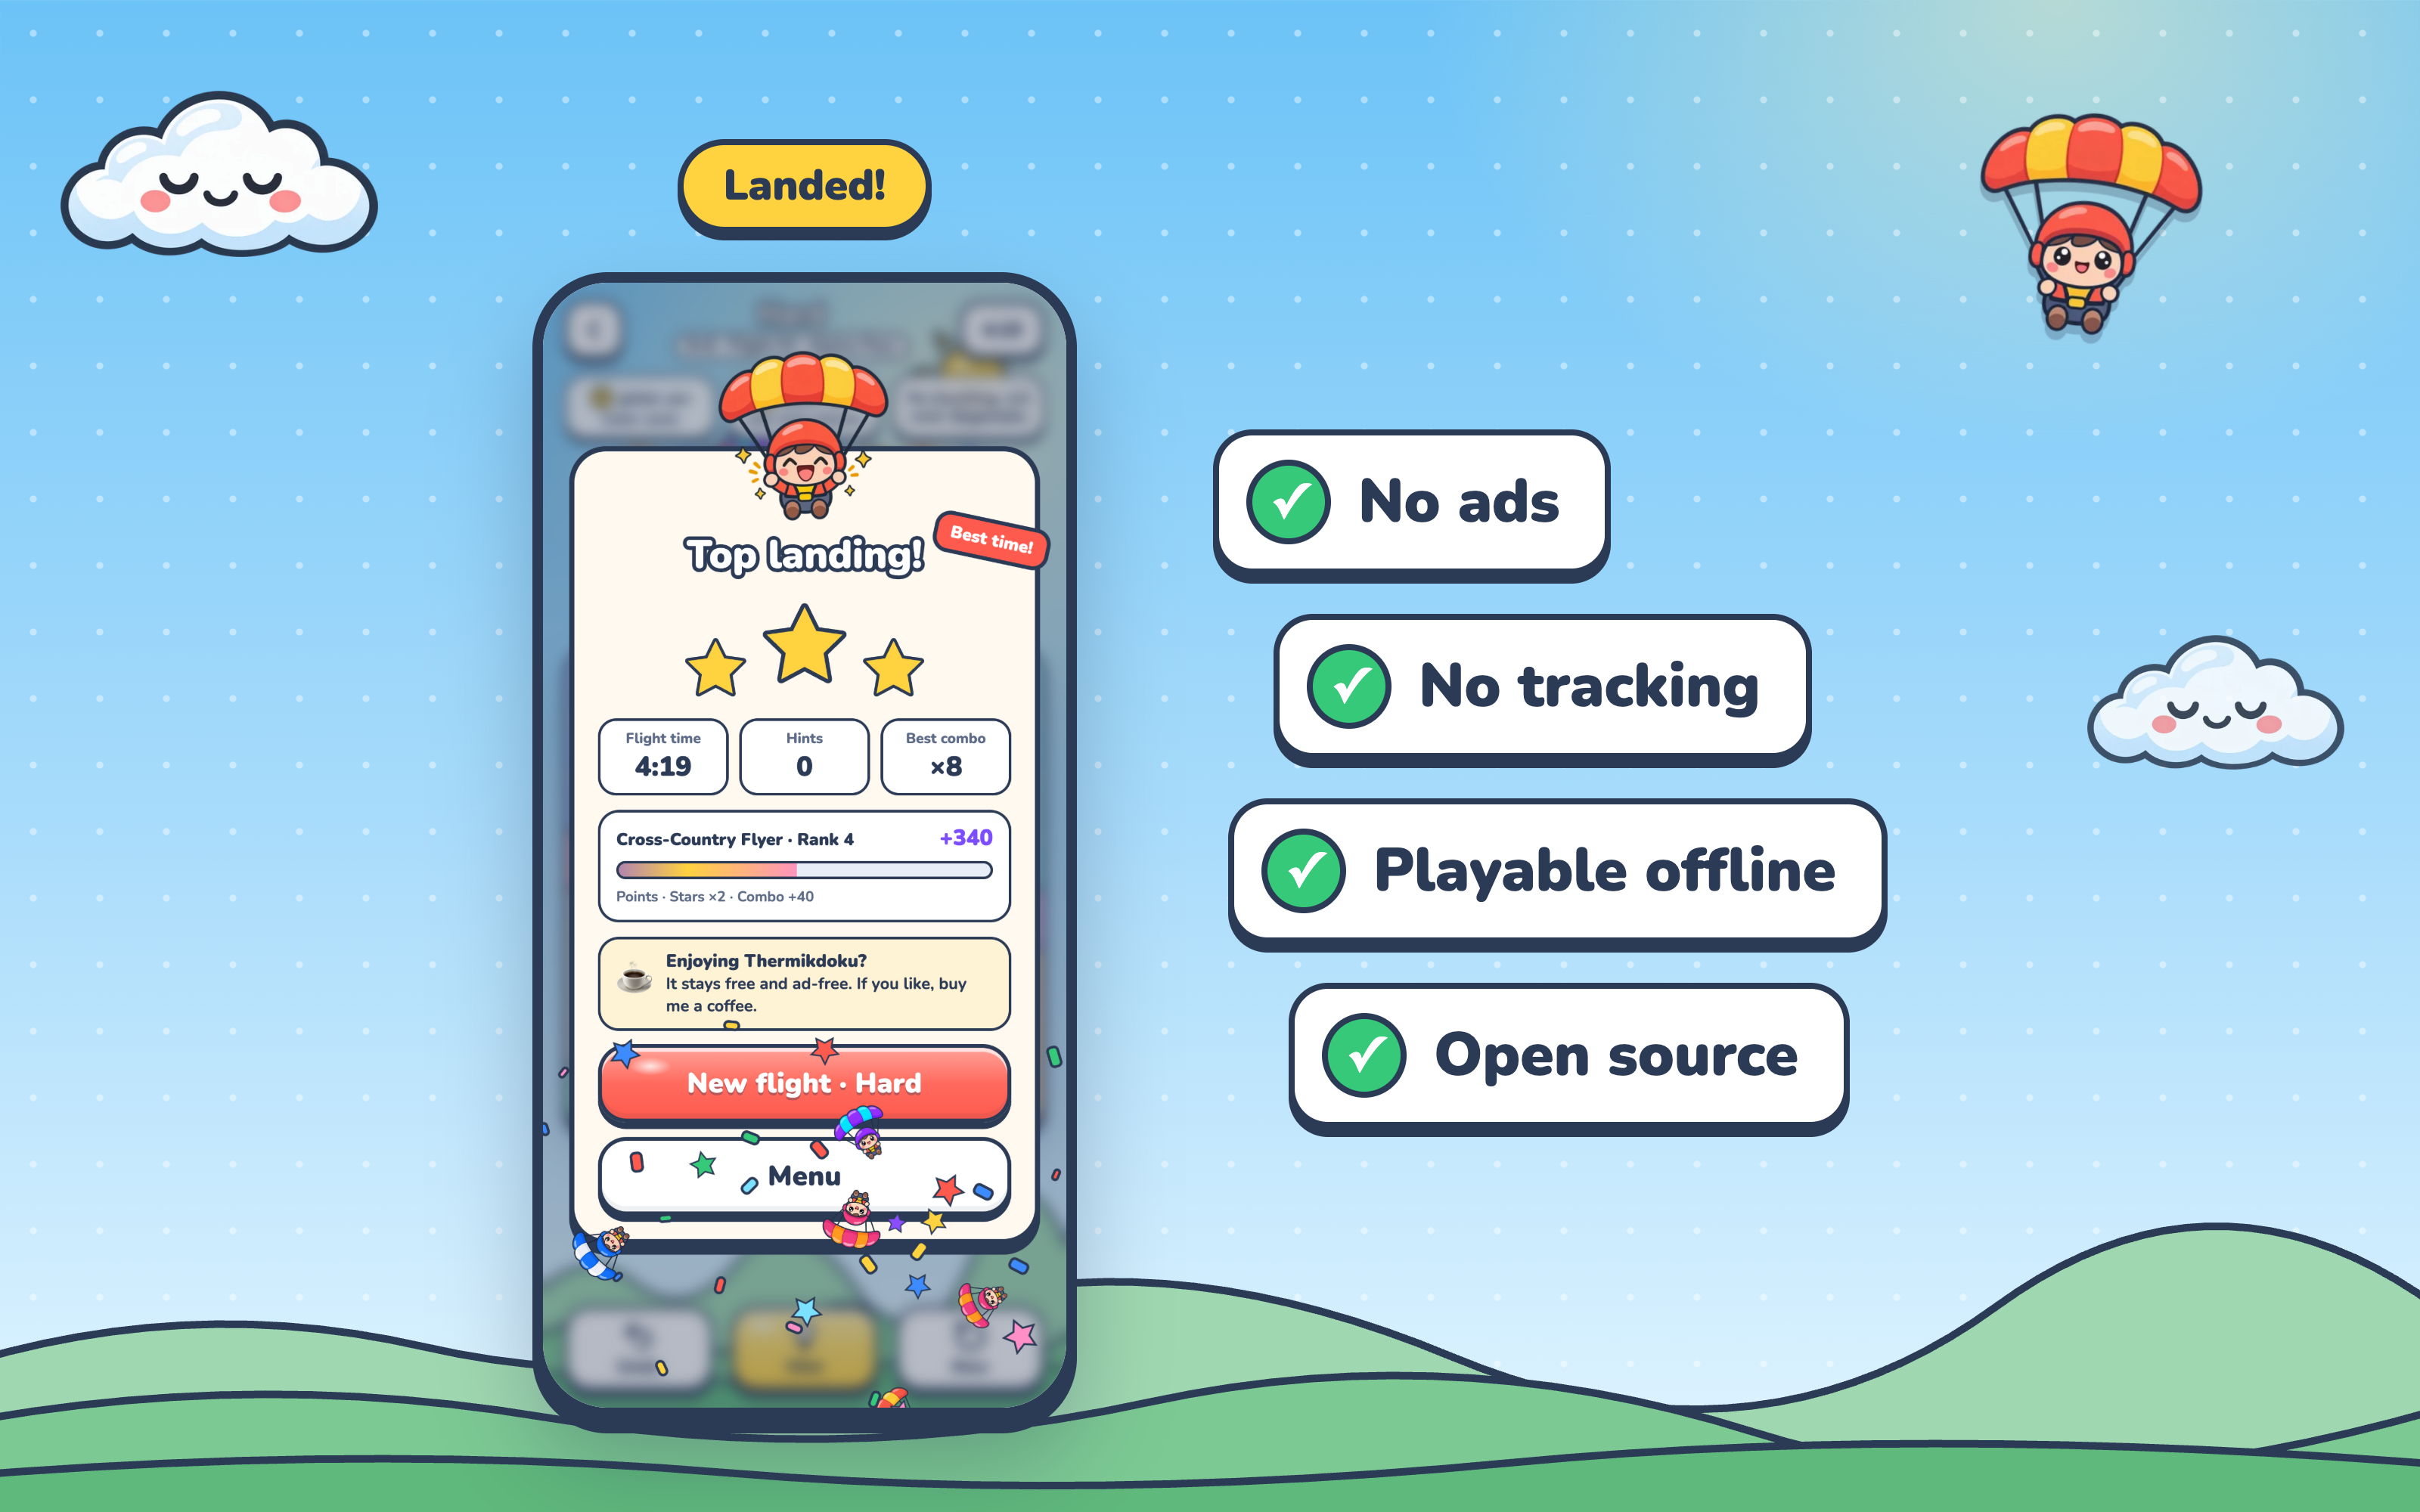 Landed!
Top landing!
Best time!
Flight time
4:19
Hints
0
Best combo
×8
Cross-Country Flyer · Rank 4
+340
Points · Stars ×2 · Combo +40
Enjoying Thermikdoku?
It stays free and ad-free. If you like, buy
me a coffee.
New flight · Hard
Menu
No ads
No tracking
Playable offline
Open source